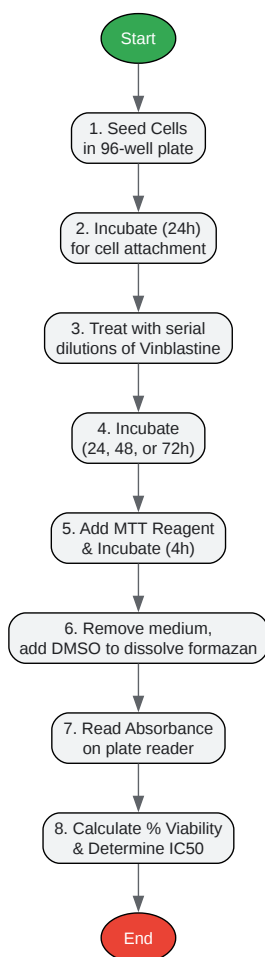 Start
1. Seed Cells
in 96-well plate
2. Incubate (24h)
for cell attachment
3. Treat with serial
dilutions of Vinblastine
4. Incubate
(24, 48, or 72h)
5. Add MTT Reagent
& Incubate (4h)
6. Remove medium,
add DMSO to dissolve formazan
7. Read Absorbance
on plate reader
8. Calculate % Viability
& Determine IC50
End